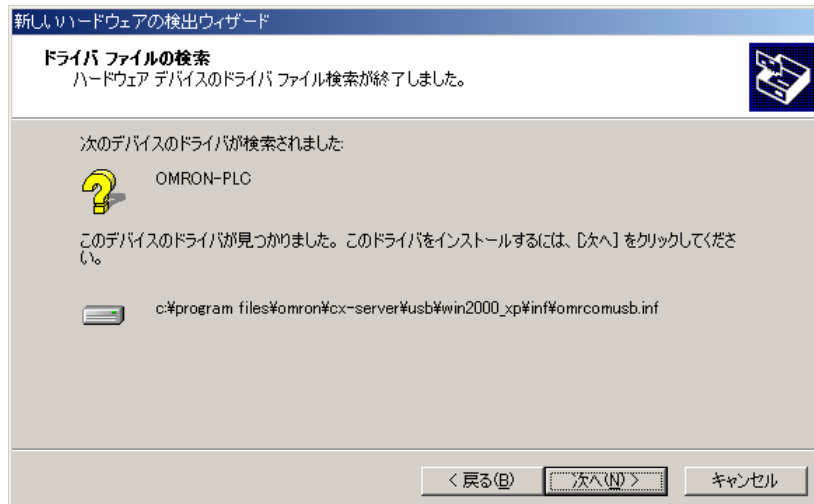 新しいハードウェアの検出ウィザード
ドライバ ファイルの検索
ハードウェア デバイスのドライバ ファイル検索が終了しました。
次のデバイスのドライバが検索されました:
OMRON-PLC
このデバイスのドライバが見つかりました。このドライバをインストールするには、[次へ] をクリックしてくださ
い。
c:¥program files¥omron¥cx-server¥usb¥win2000_xp¥inf¥omrcomusb.inf
< 戻る(B)
次へ(N) >
キャンセル